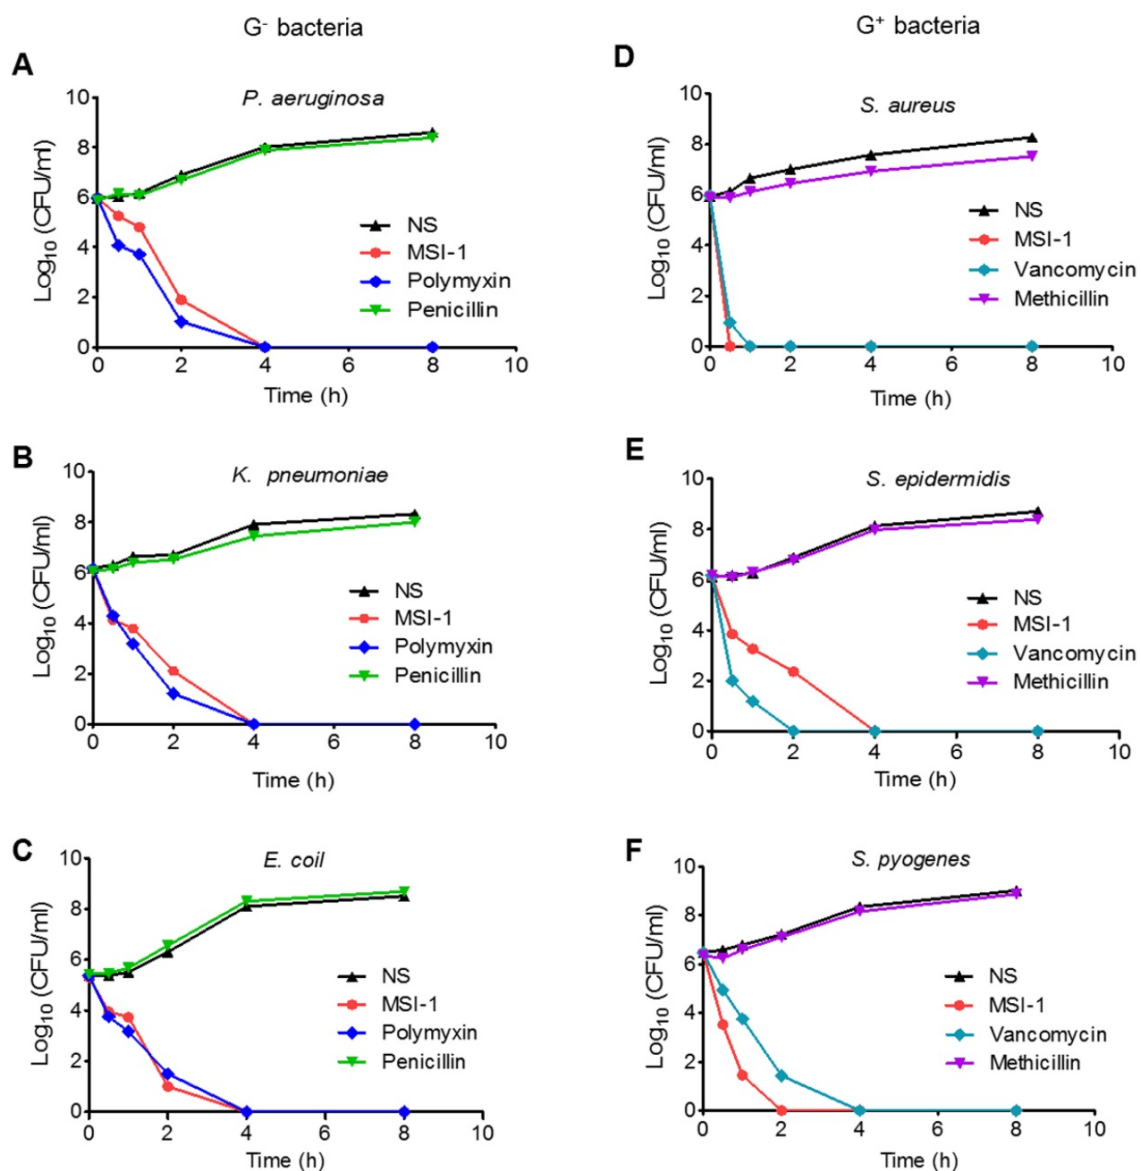 G⁻ bacteria
G⁺ bacteria
A
P. aeruginosa
Log₁₀ (CFU/ml)
10
8
6
4
2
0
NS
MSI-1
Polymyxin
Penicillin
0 2 4 6 8 10
Time (h)
D
S. aureus
Log₁₀ (CFU/ml)
10
8
6
4
2
0
NS
MSI-1
Vancomycin
Methicillin
0 2 4 6 8 10
Time (h)
B
K. pneumoniae
Log₁₀ (CFU/ml)
10
8
6
4
2
0
NS
MSI-1
Polymyxin
Penicillin
0 2 4 6 8 10
Time (h)
E
S. epidermidis
Log₁₀ (CFU/ml)
10
8
6
4
2
0
NS
MSI-1
Vancomycin
Methicillin
0 2 4 6 8 10
Time (h)
C
E. coil
Log₁₀ (CFU/ml)
10
8
6
4
2
0
NS
MSI-1
Polymyxin
Penicillin
0 2 4 6 8 10
Time (h)
F
S. pyogenes
Log₁₀ (CFU/ml)
10
8
6
4
2
0
NS
MSI-1
Vancomycin
Methicillin
0 2 4 6 8 10
Time (h)